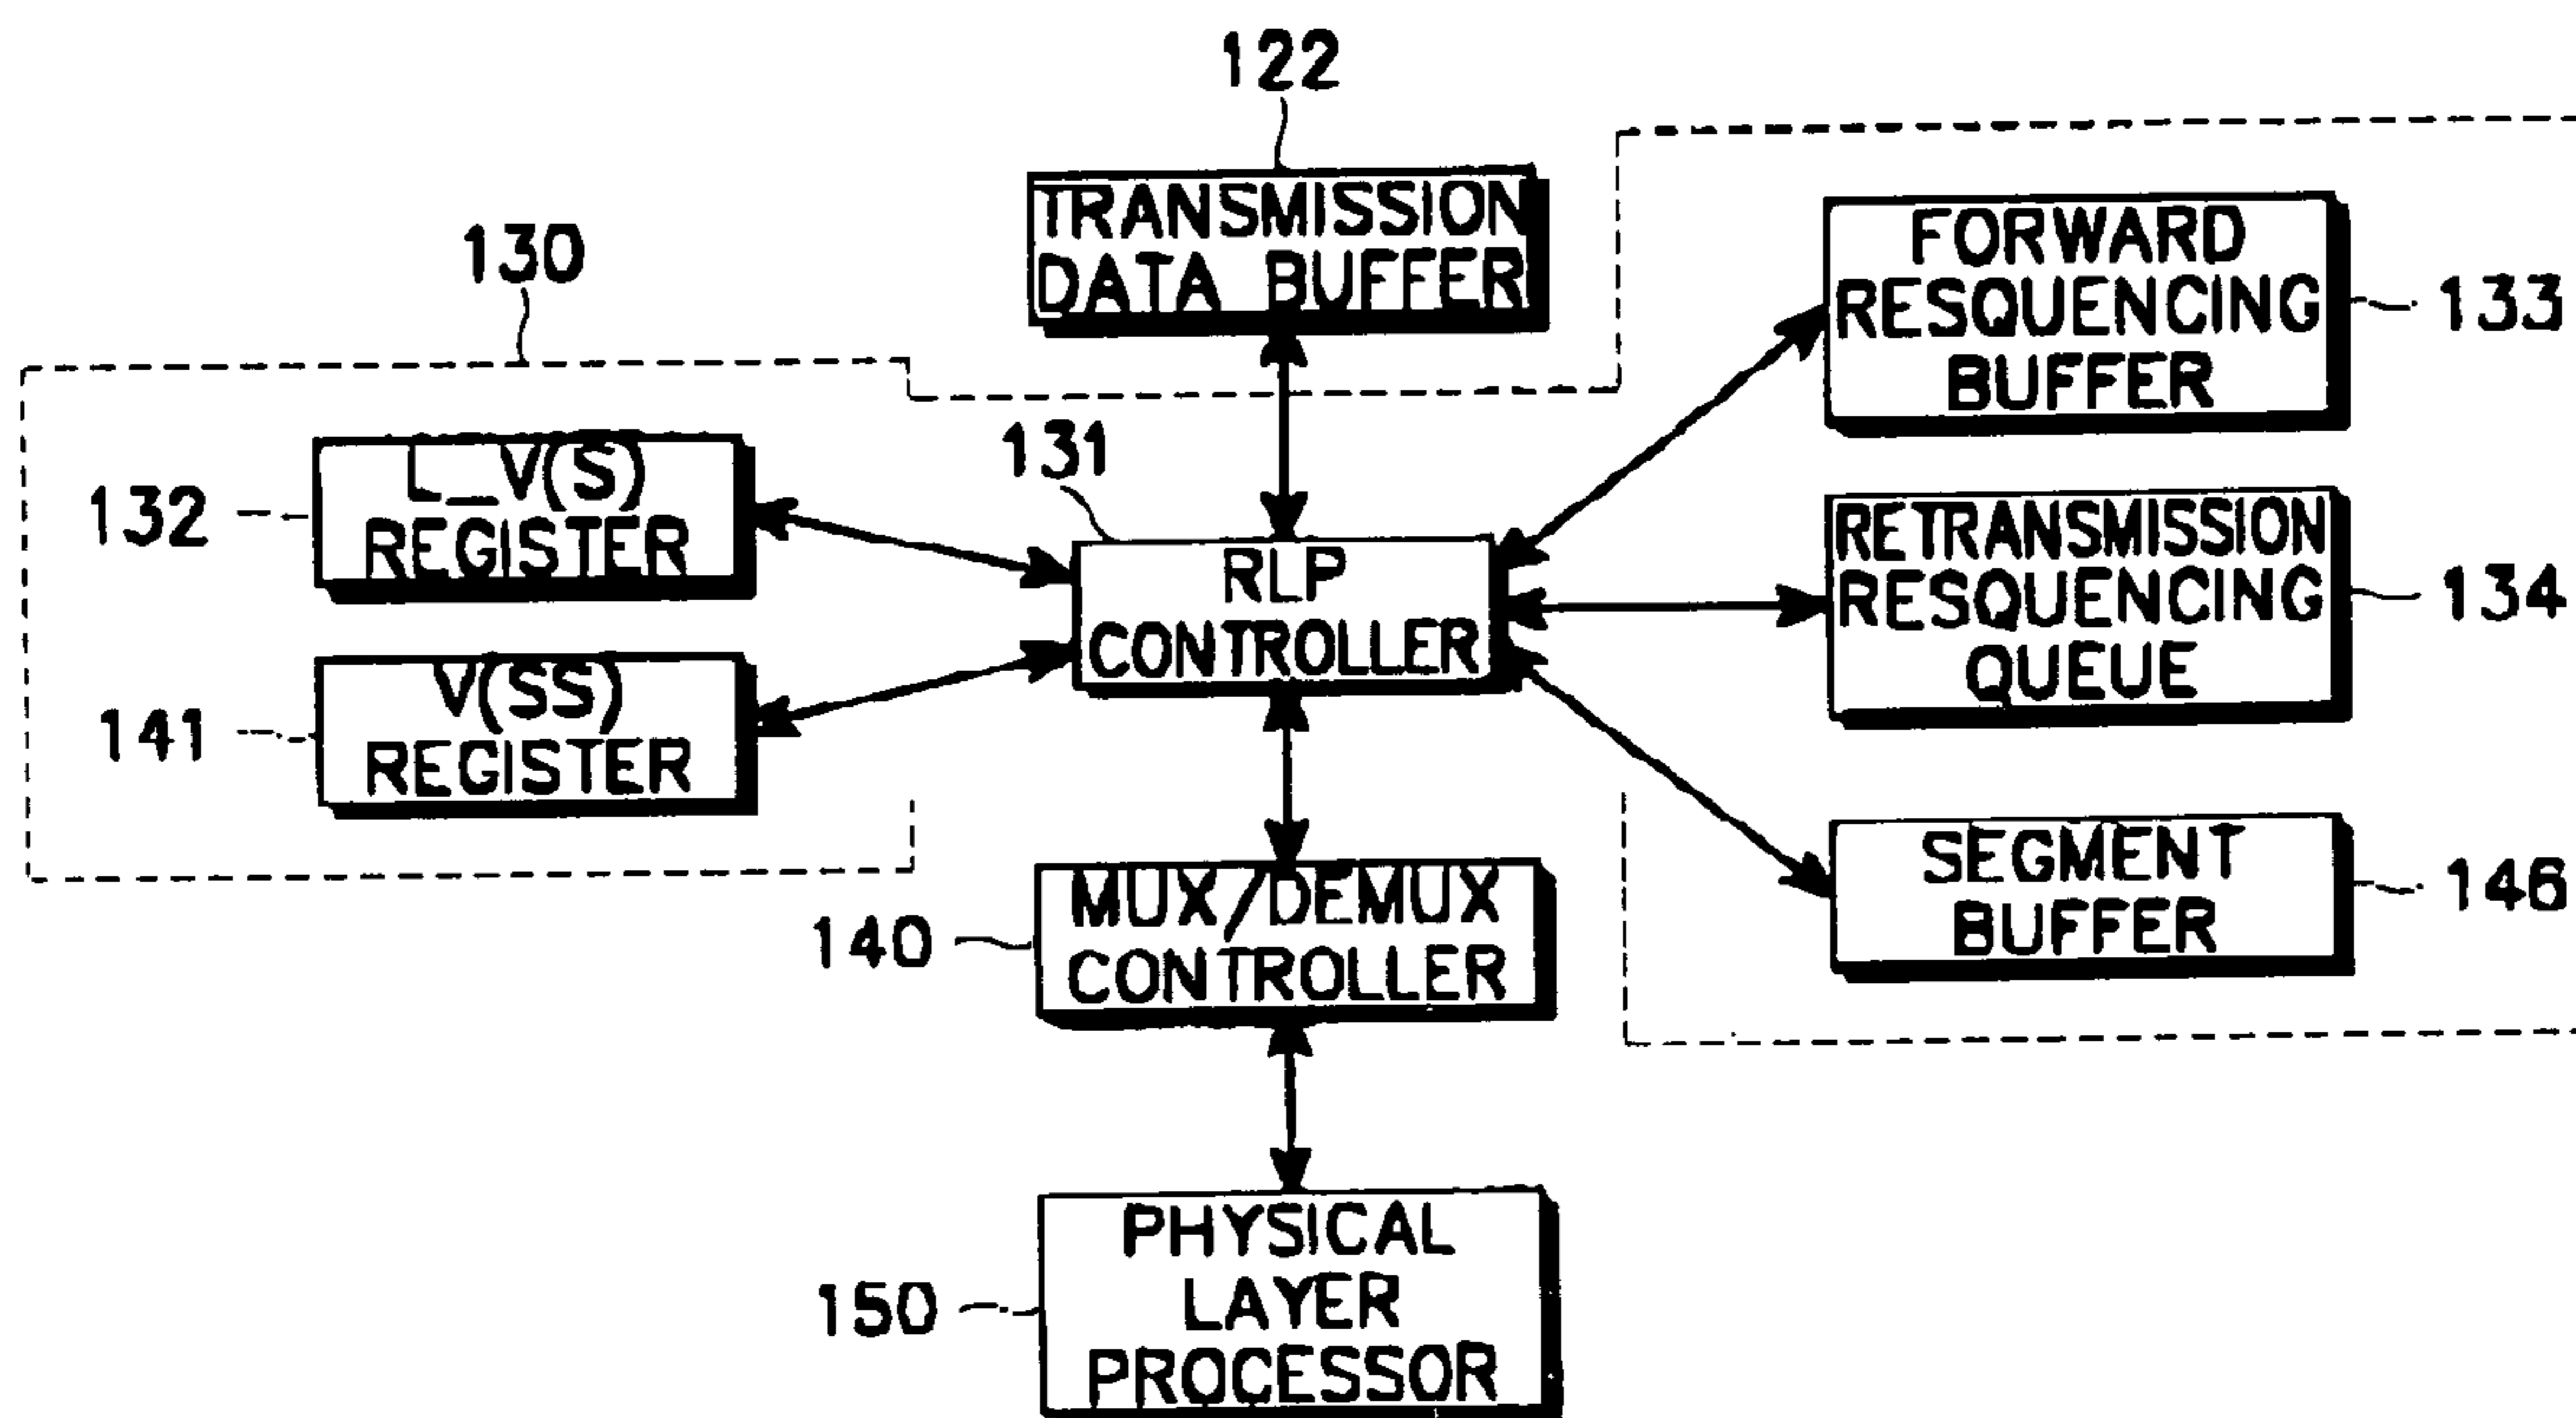 122
TRANSMISSION
DATA BUFFER
130
FORWARD
RESQUENCING
BUFFER
133
131
132
L_V(S)
REGISTER
RLP
CONTROLLER
RETRANSMISSION
RESQUENCING
QUEUE
134
141
V(SS)
REGISTER
140
MUX/DEMUX
CONTROLLER
SEGMENT
BUFFER
146
150
PHYSICAL
LAYER
PROCESSOR